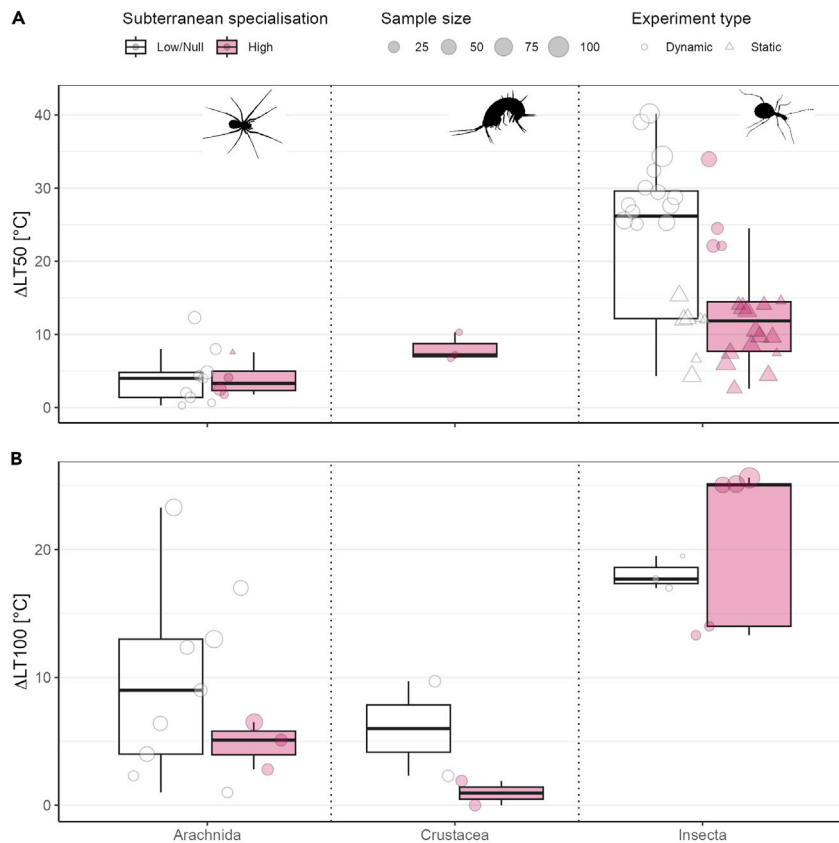 A
Subterranean specialisation
Low/Null High
Sample size
25 50 75 100
Experiment type
Dynamic Static
ΔLT50 [°C]
40
30
20
10
0
B
ΔLT100 [°C]
20
10
0
Arachnida Crustacea Insecta